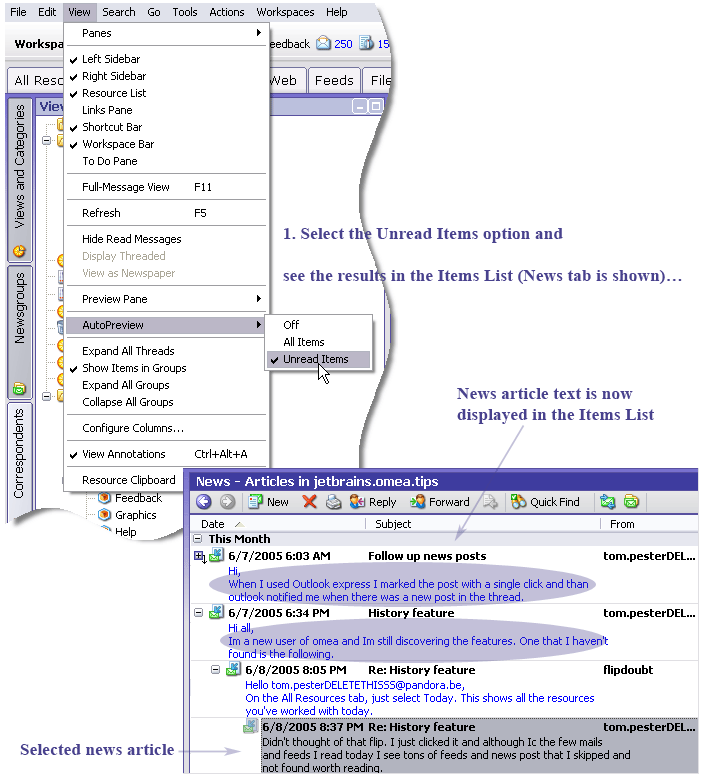 File Edit View Search Go Tools Actions Workspaces Help
Workspa
eedback 250 15
All Reso
Web Feeds File
View
Panes
Left Sidebar
Right Sidebar
Resource List
Links Pane
Shortcut Bar
Workspace Bar
To Do Pane
Full-Message View F11
Refresh F5
Hide Read Messages
Display Threaded
View as Newspaper
Preview Pane
AutoPreview
Expand All Threads
Show Items in Groups
Expand All Groups
Collapse All Groups
Configure Columns...
View Annotations Ctrl+Alt+A
Resource Clipboard
Off
All Items
Unread Items
Views and Categories
Newsgroups
Correspondents
Feedback
Graphics
Help
1. Select the Unread Items option and
see the results in the Items List (News tab is shown)…
News article text is now
displayed in the Items List
News - Articles in jetbrains.omea.tips
New Reply Forward Quick Find
Date Subject From
This Month
6/7/2005 6:03 AM Follow up news posts tom.pesterDEL...
Hi,
When I used Outlook express I marked the post with a single click and than
outlook notified me when there was a new post in the thread.
6/7/2005 6:34 PM History feature tom.pesterDEL...
Hi all,
Im a new user of omea and Im still discovering the features. One that I haven't
found is the following.
6/8/2005 8:05 PM Re: History feature flipdoubt
Hello tom.pesterDELETETHISSS@pandora.be,
On the All Resources tab, just select Today. This shows all the resources
you've worked with today.
6/8/2005 8:37 PM Re: History feature tom.pesterDEL...
Didn't thought of that flip. I just clicked it and although Ic the few mails
and feeds I read today I see tons of feeds and news post that I skipped and
not found worth reading.
Selected news article